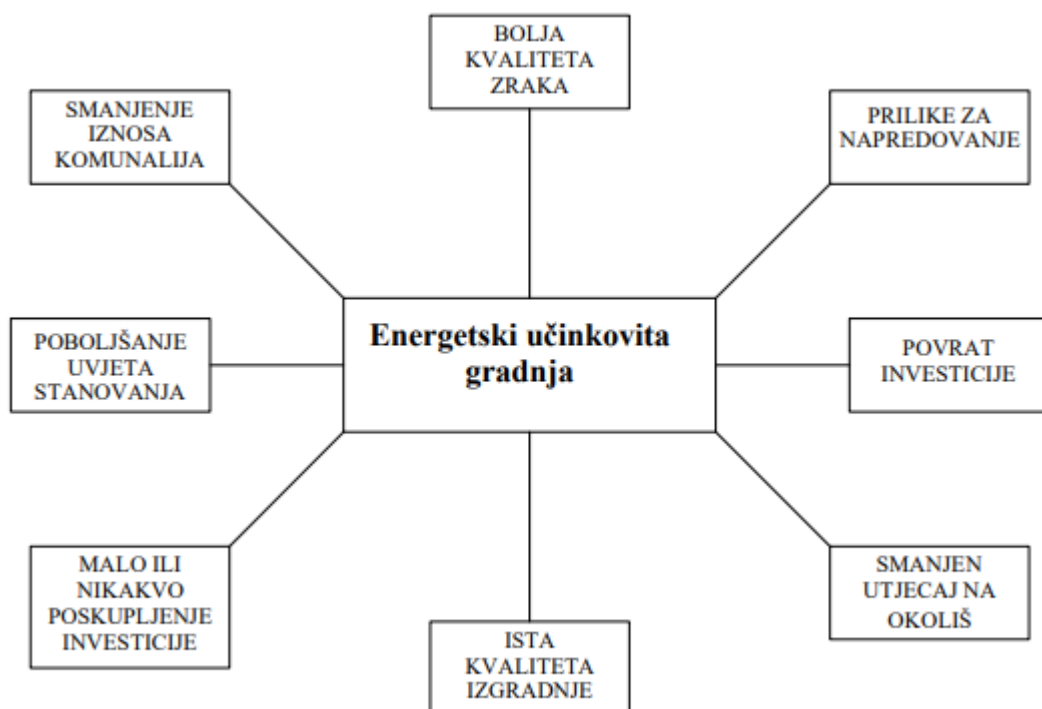 BOLJA
KVALITETA
ZRAKA
SMANJENJE
IZNOSA
KOMUNALIJA
PRILIKE ZA
NAPREDOVANJE
Energetski učinkovita
gradnja
POBOLJŠANJE
UVJETA
STANOVANJA
POVRAT
INVESTICIJE
MALO ILI
NIKAKVO
POSKUPLJENJE
INVESTICIJE
SMANJEN
UTJECAJ NA
OKOLIŠ
ISTA
KVALITETA
IZGRADNJE